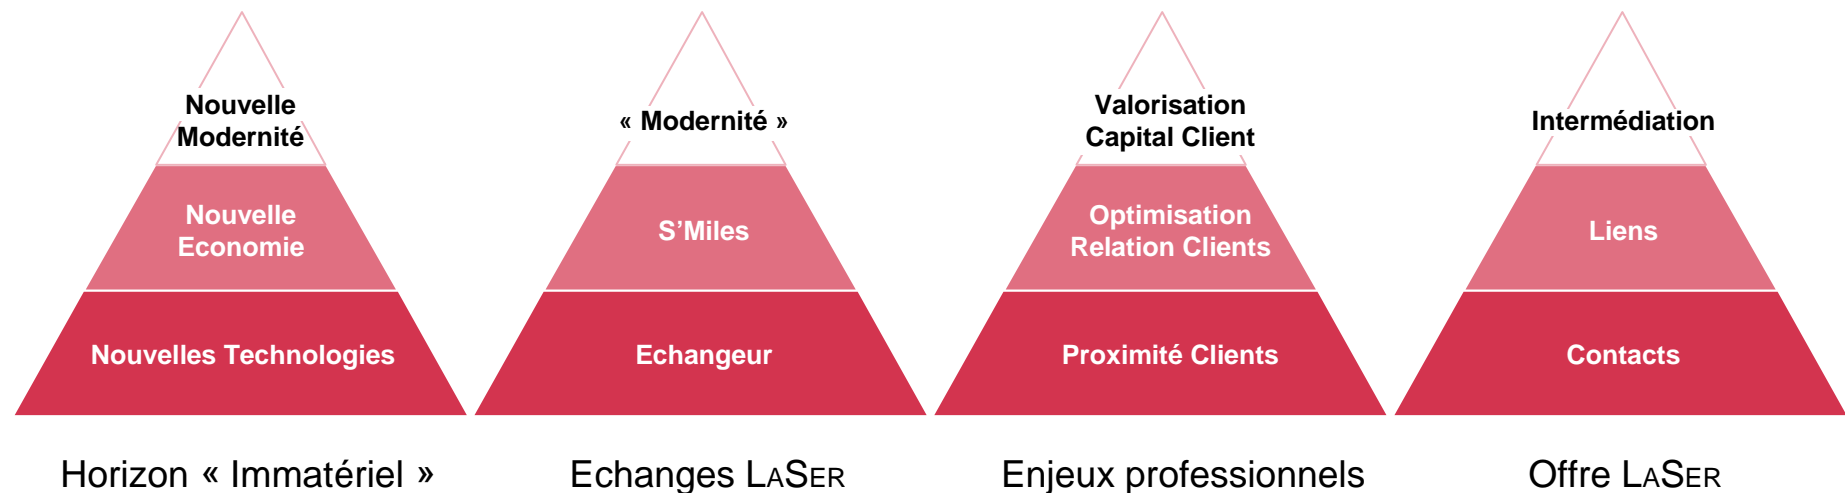 Nouvelle
Modernité
Nouvelle
Economie
Nouvelles Technologies
Horizon « Immatériel »
« Modernité »
S’Miles
Echangeur
Echanges LASER
Valorisation
Capital Client
Optimisation
Relation Clients
Proximité Clients
Enjeux professionnels
Intermédiation
Liens
Contacts
Offre LASER